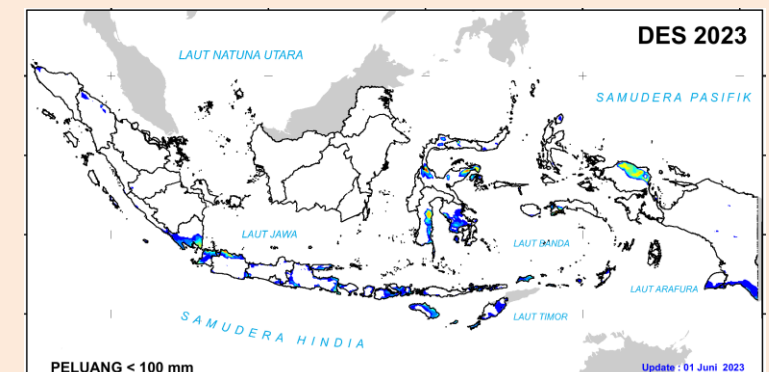 DES 2023
LAUT NATUNA UTARA
SAMUDERA PASIFIK
LAUT JAWA
LAUT BANDA
LAUT ARAFURA
LAUT TIMOR
SAMUDERA HINDIA
PELUANG < 100 mm
Update : 01 Juni 2023